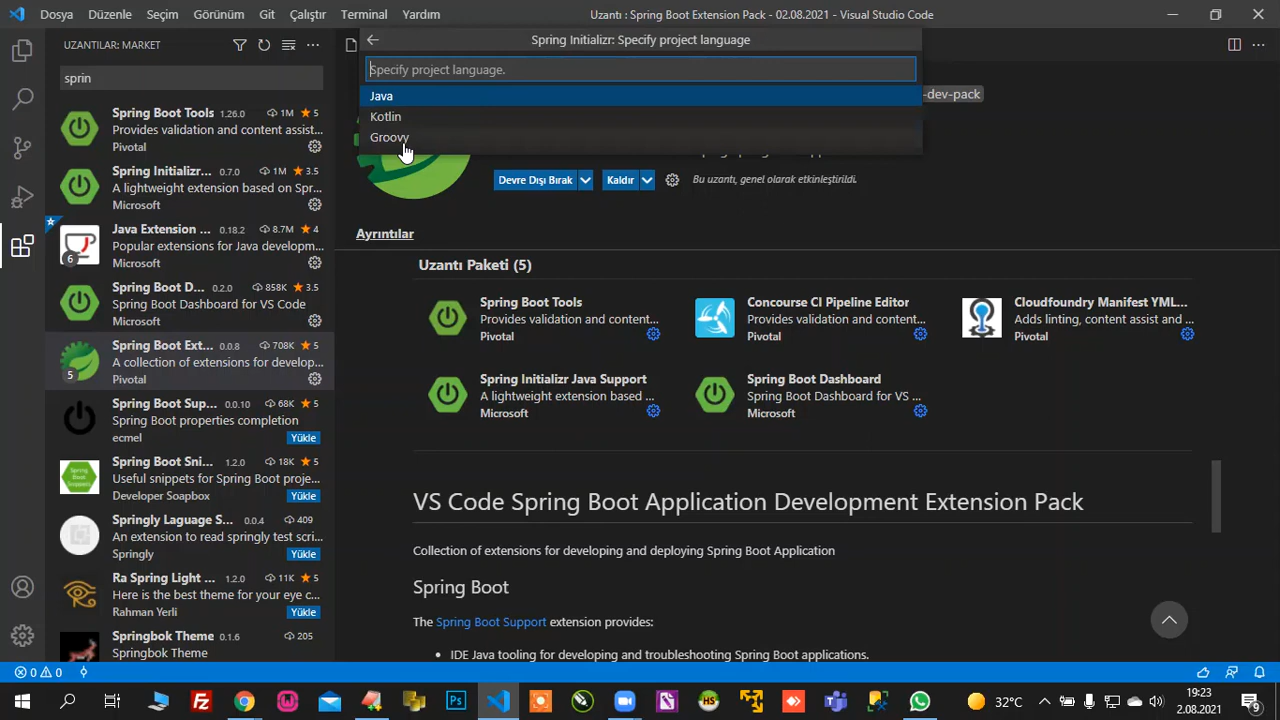 Dosya Düzenle Seçim Görünüm Git Çalıştır Terminal Yardım
Uzantı : Spring Boot Extension Pack - 02.08.2021 - Visual Studio Code
UZANTILAR: MARKET
sprin
Spring Boot Tools 1.26.0 1M 5
Provides validation and content assist...
Pivotal
Spring Initializr... 0.7.0 1M 3.5
A lightweight extension based on Spr...
Microsoft
Java Extension ... 0.18.2 8.7M 4
Popular extensions for Java developm...
Microsoft
6
Spring Boot D... 0.2.0 858K 3.5
Spring Boot Dashboard for VS Code
Microsoft
Spring Boot Ext... 0.0.8 708K 5
A collection of extensions for develop...
Pivotal
5
Spring Boot Sup... 0.0.10 68K 5
Spring Boot properties completion
ecmel
Yükle
Spring Boot Sni... 1.2.0 18K 5
Useful snippets for Spring Boot proje...
Developer Soapbox
Yükle
Spring Boot Snippets
Springly Laguage S... 0.0.4 409
An extension to read springly test scri...
Springly
Yükle
Ra Spring Light ... 1.2.0 11K 5
Here is the best theme for your eye c...
Rahman Yerli
Yükle
Springbok Theme 0.1.6 205
Springbok Theme
Spring Initializr: Specify project language
Specify project language.
Java
Kotlin
Groovy
-dev-pack
Devre Dışı Bırak
Kaldır
Bu uzantı, genel olarak etkinleştirildi.
Ayrıntılar
Uzantı Paketi (5)
Spring Boot Tools
Provides validation and content...
Pivotal
Concourse CI Pipeline Editor
Provides validation and content...
Pivotal
Cloudfoundry Manifest YML...
Adds linting, content assist and ...
Pivotal
Spring Initializr Java Support
A lightweight extension based ...
Microsoft
Spring Boot Dashboard
Spring Boot Dashboard for VS ...
Microsoft
VS Code Spring Boot Application Development Extension Pack
Collection of extensions for developing and deploying Spring Boot Application
Spring Boot
The Spring Boot Support extension provides:
• IDE Java tooling for developing and troubleshooting Spring Boot applications.
0 0
32°C
19:23
2.08.2021
9